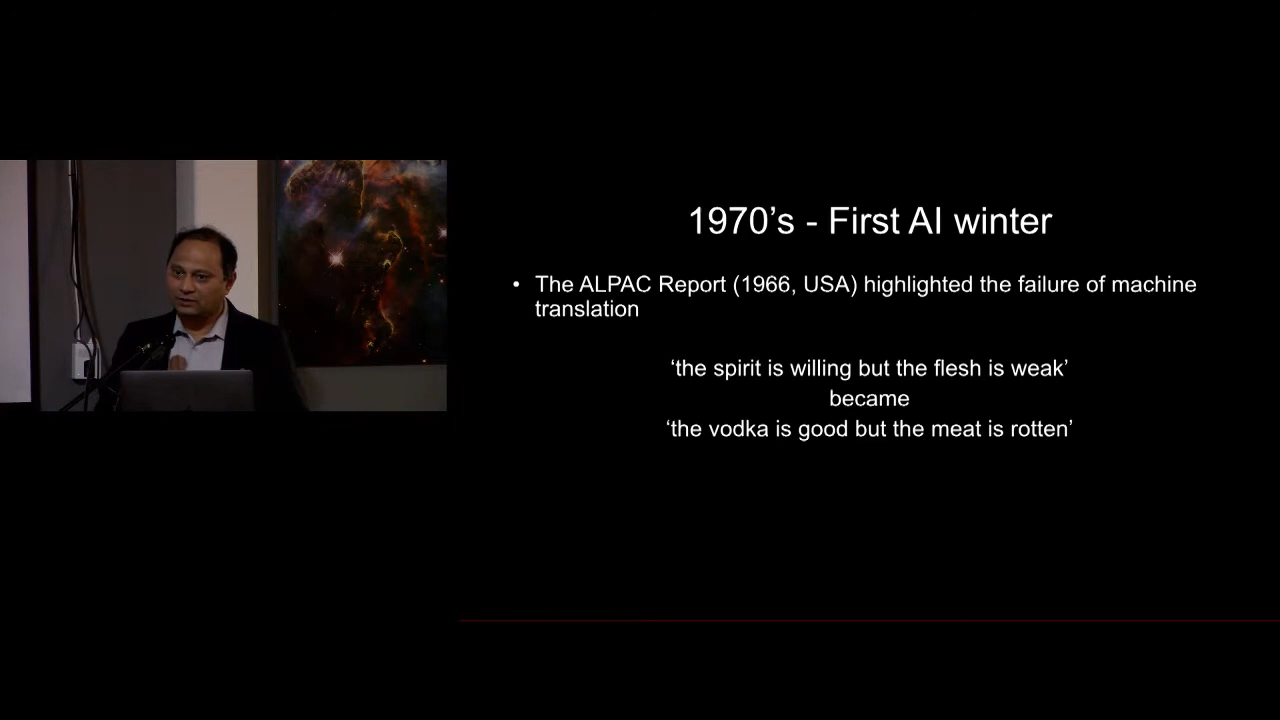 1970’s - First AI winter
• The ALPAC Report (1966, USA) highlighted the failure of machine
translation
‘the spirit is willing but the flesh is weak’
became
‘the vodka is good but the meat is rotten’